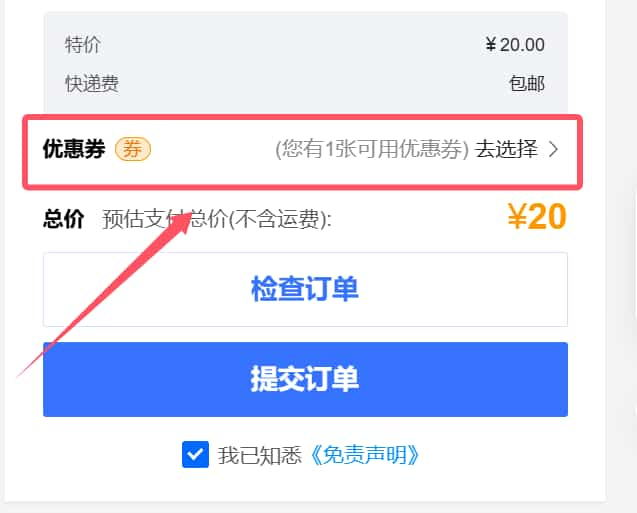 特价 ¥20.00
快递费 包邮
优惠券 券 (您有1张可用优惠券) 去选择 >
总价 预估支付总价(不含运费): ¥20
检查订单
提交订单
我已知悉《免责声明》